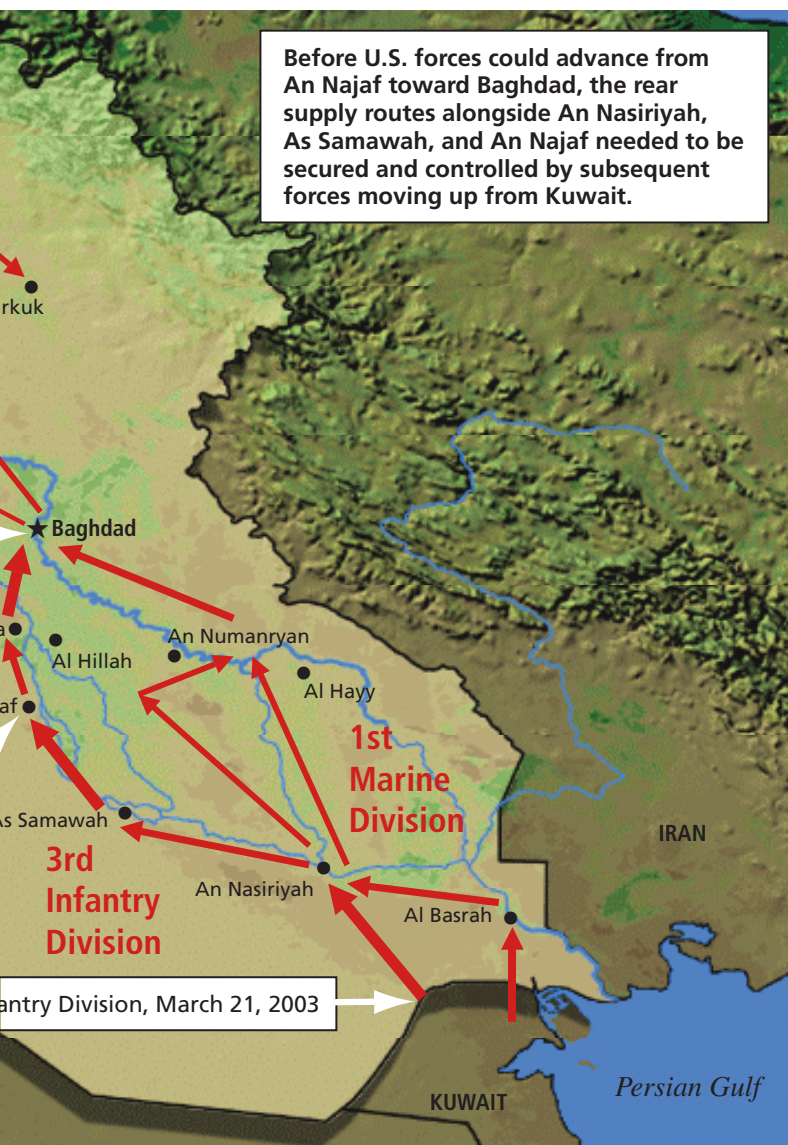 Before U.S. forces could advance from
An Najaf toward Baghdad, the rear
supply routes alongside An Nasiriyah,
As Samawah, and An Najaf needed to be
secured and controlled by subsequent
forces moving up from Kuwait.
rkuk
Baghdad
a
An Numanryan
Al Hillah
Al Hayy
af
1st
Marine
Division
As Samawah
IRAN
3rd
Infantry
Division
An Nasiriyah
Al Basrah
antry Division, March 21, 2003
Persian Gulf
KUWAIT